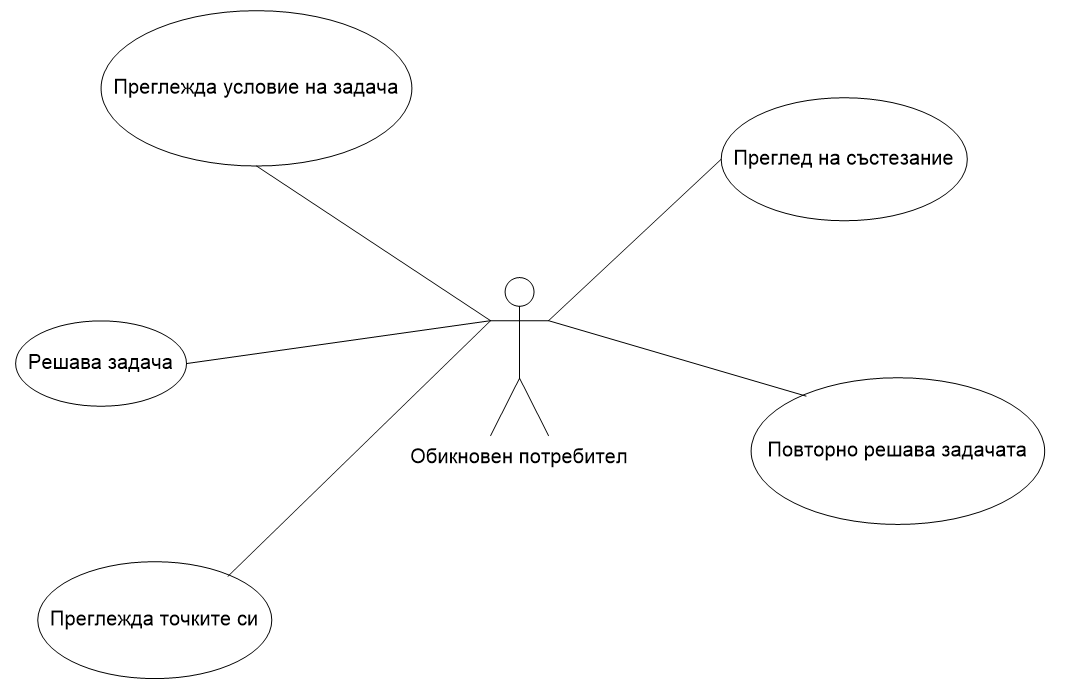 Преглежда условие на задача
Преглед на състезание
Решава задача
Повторно решава задачата
Обикновен потребител
Преглежда точките си